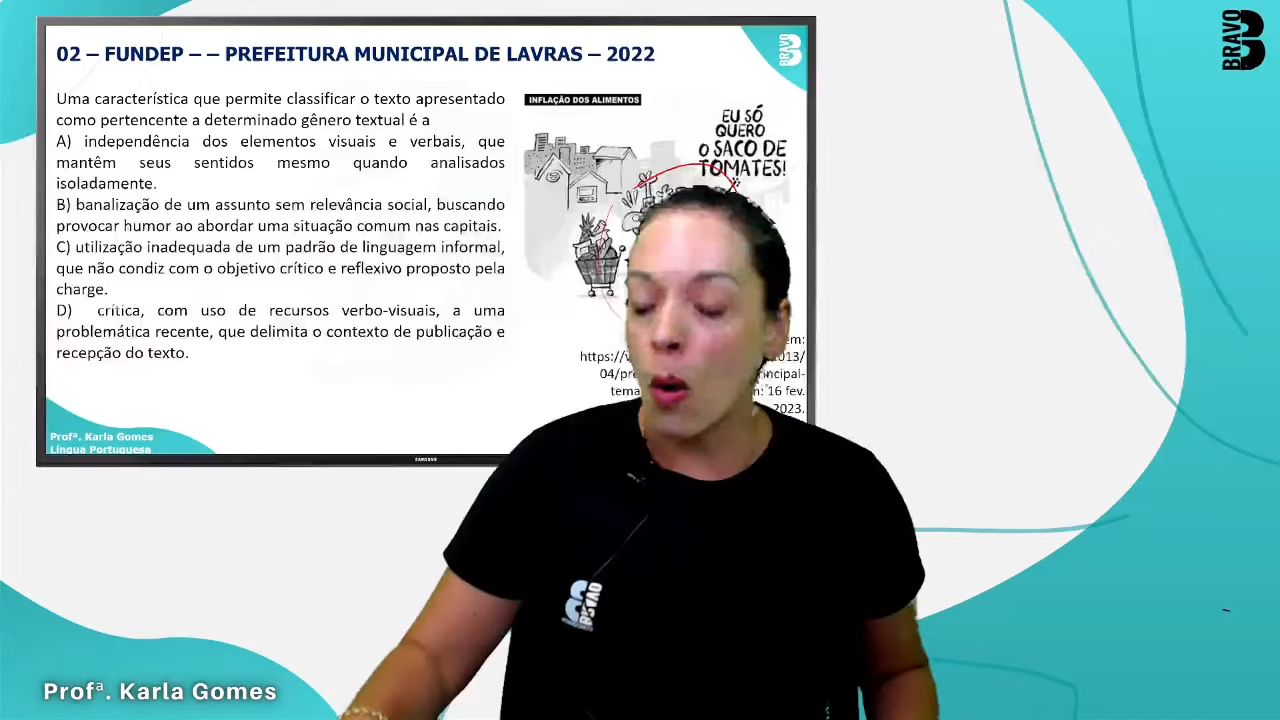 02 – FUNDEP – – PREFEITURA MUNICIPAL DE LAVRAS – 2022
BRAVO
BRAVO
Uma característica que permite classificar o texto apresentado
como pertencente a determinado gênero textual é a
A) independência dos elementos visuais e verbais, que
mantêm seus sentidos mesmo quando analisados
isoladamente.
B) banalização de um assunto sem relevância social, buscando
provocar humor ao abordar uma situação comum nas capitais.
C) utilização inadequada de um padrão de linguagem informal,
que não condiz com o objetivo crítico e reflexivo proposto pela
charge.
D) crítica, com uso de recursos verbo-visuais, a uma
problemática recente, que delimita o contexto de publicação e
recepção do texto.
INFLAÇÃO DOS ALIMENTOS
EU SÓ
QUERO
O SACO DE
TOMATES!
em:
https:// 2013/
04/pre
tema 16 fev.
2023.
Profª. Karla Gomes
Língua Portuguesa
SAMSUNG
BRAVO
Profª. Karla Gomes